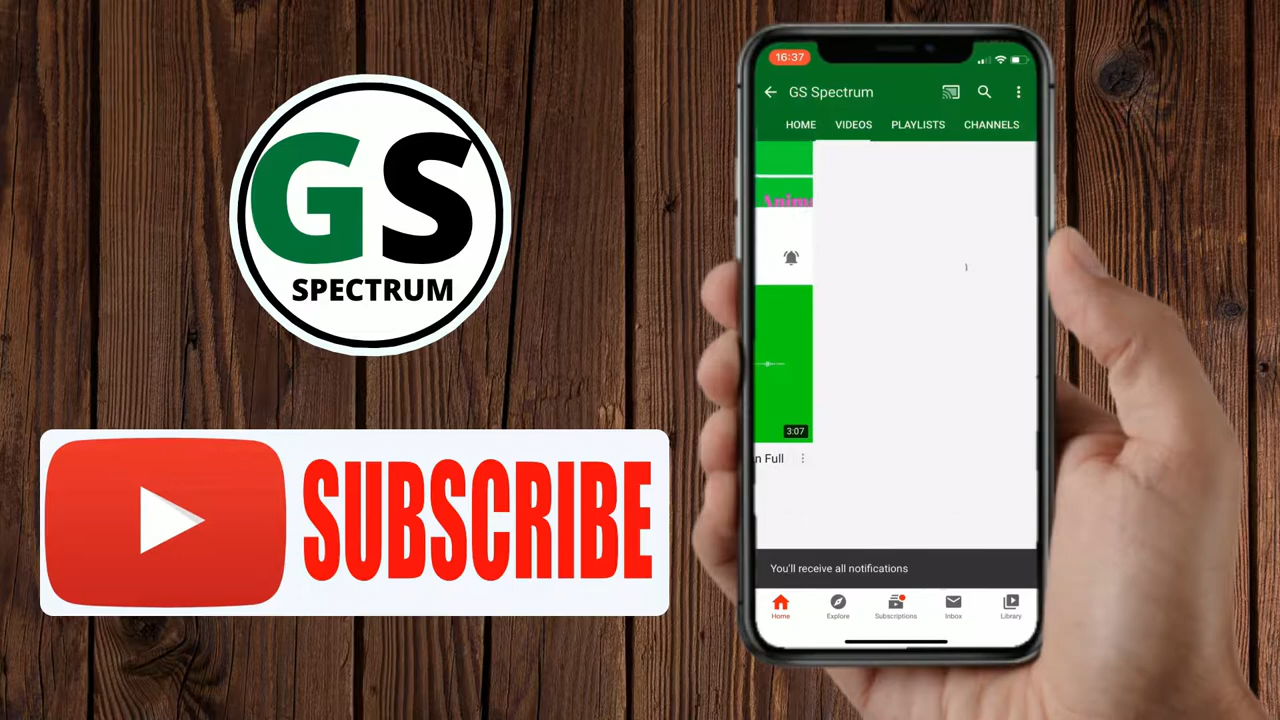 GS
SPECTRUM
SUBSCRIBE
16:37
GS Spectrum
HOME VIDEOS PLAYLISTS CHANNELS
3:07
n Full
You'll receive all notifications
Home Explore Subscriptions Inbox Library